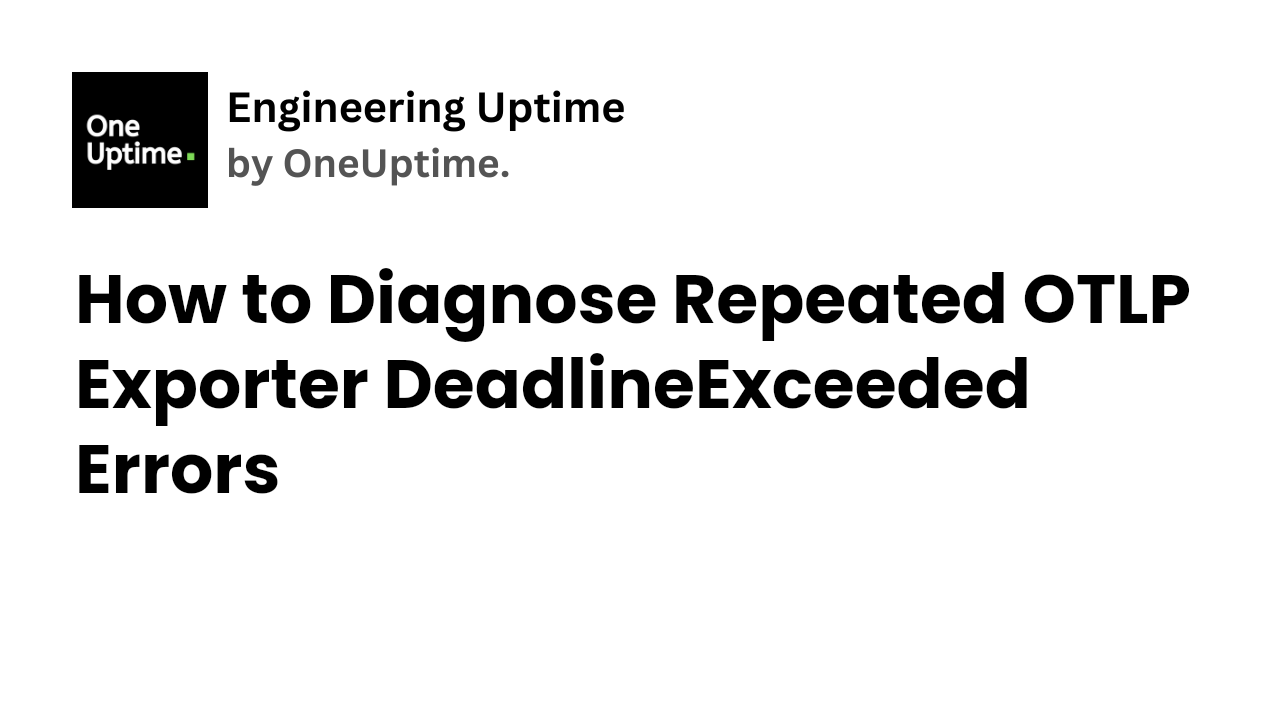 One
Uptime.
Engineering Uptime
by OneUptime.
How to Diagnose Repeated OTLP
Exporter DeadlineExceeded
Errors